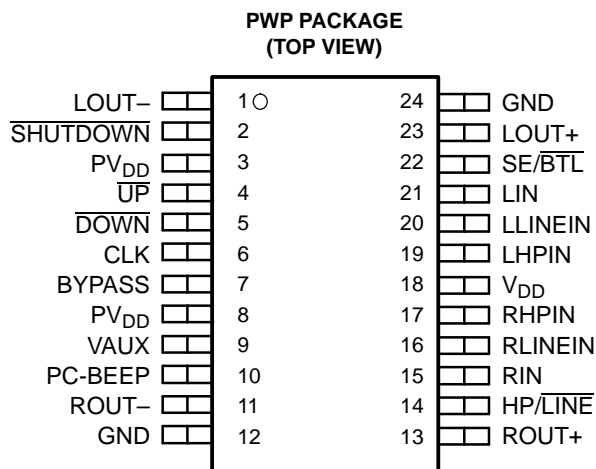 PWP PACKAGE
(TOP VIEW)
LOUT– 1 24 GND
SHUTDOWN 2 23 LOUT+
PVDD 3 22 SE/BTL
UP 4 21 LIN
DOWN 5 20 LLINEIN
CLK 6 19 LHPIN
BYPASS 7 18 VDD
PVDD 8 17 RHPIN
VAUX 9 16 RLINEIN
PC-BEEP 10 15 RIN
ROUT– 11 14 HP/LINE
GND 12 13 ROUT+